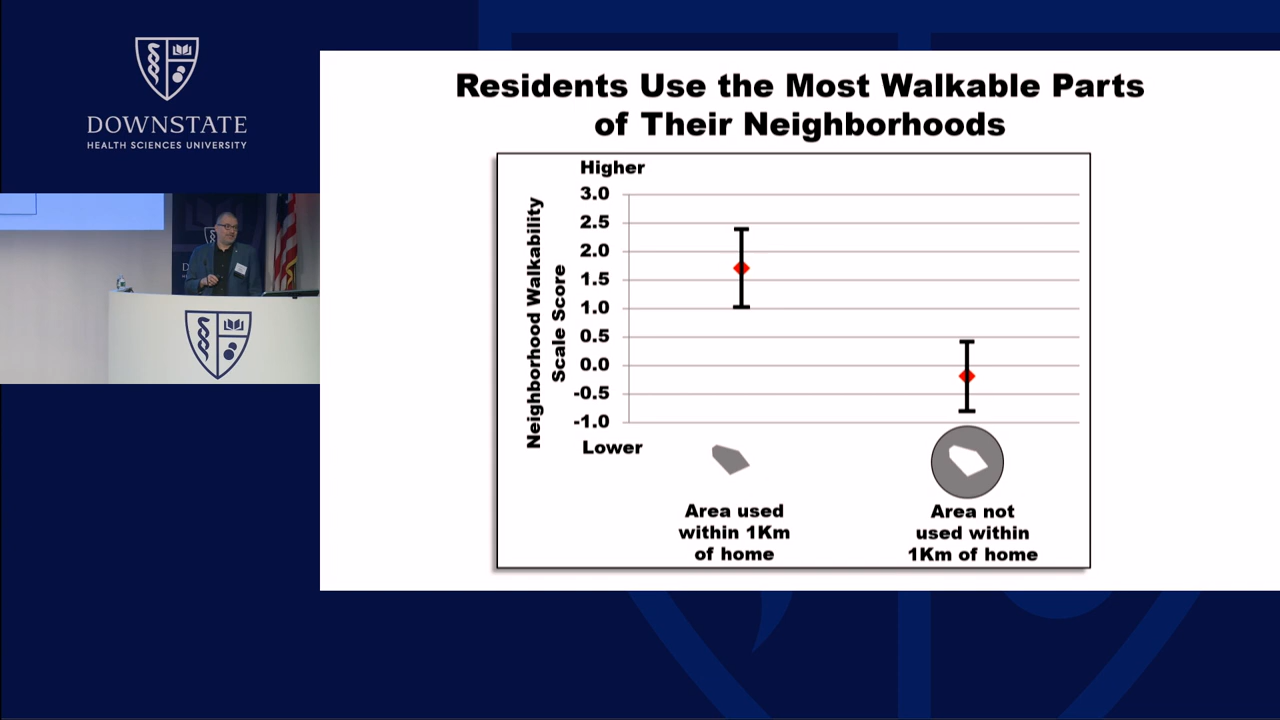 DOWNSTATE
HEALTH SCIENCES UNIVERSITY
Residents Use the Most Walkable Parts
of Their Neighborhoods
Neighborhood Walkability
Scale Score
Higher
3.0
2.5
2.0
1.5
1.0
0.5
0.0
-0.5
-1.0
Lower
Area used
within 1Km
of home
Area not
used within
1Km of home